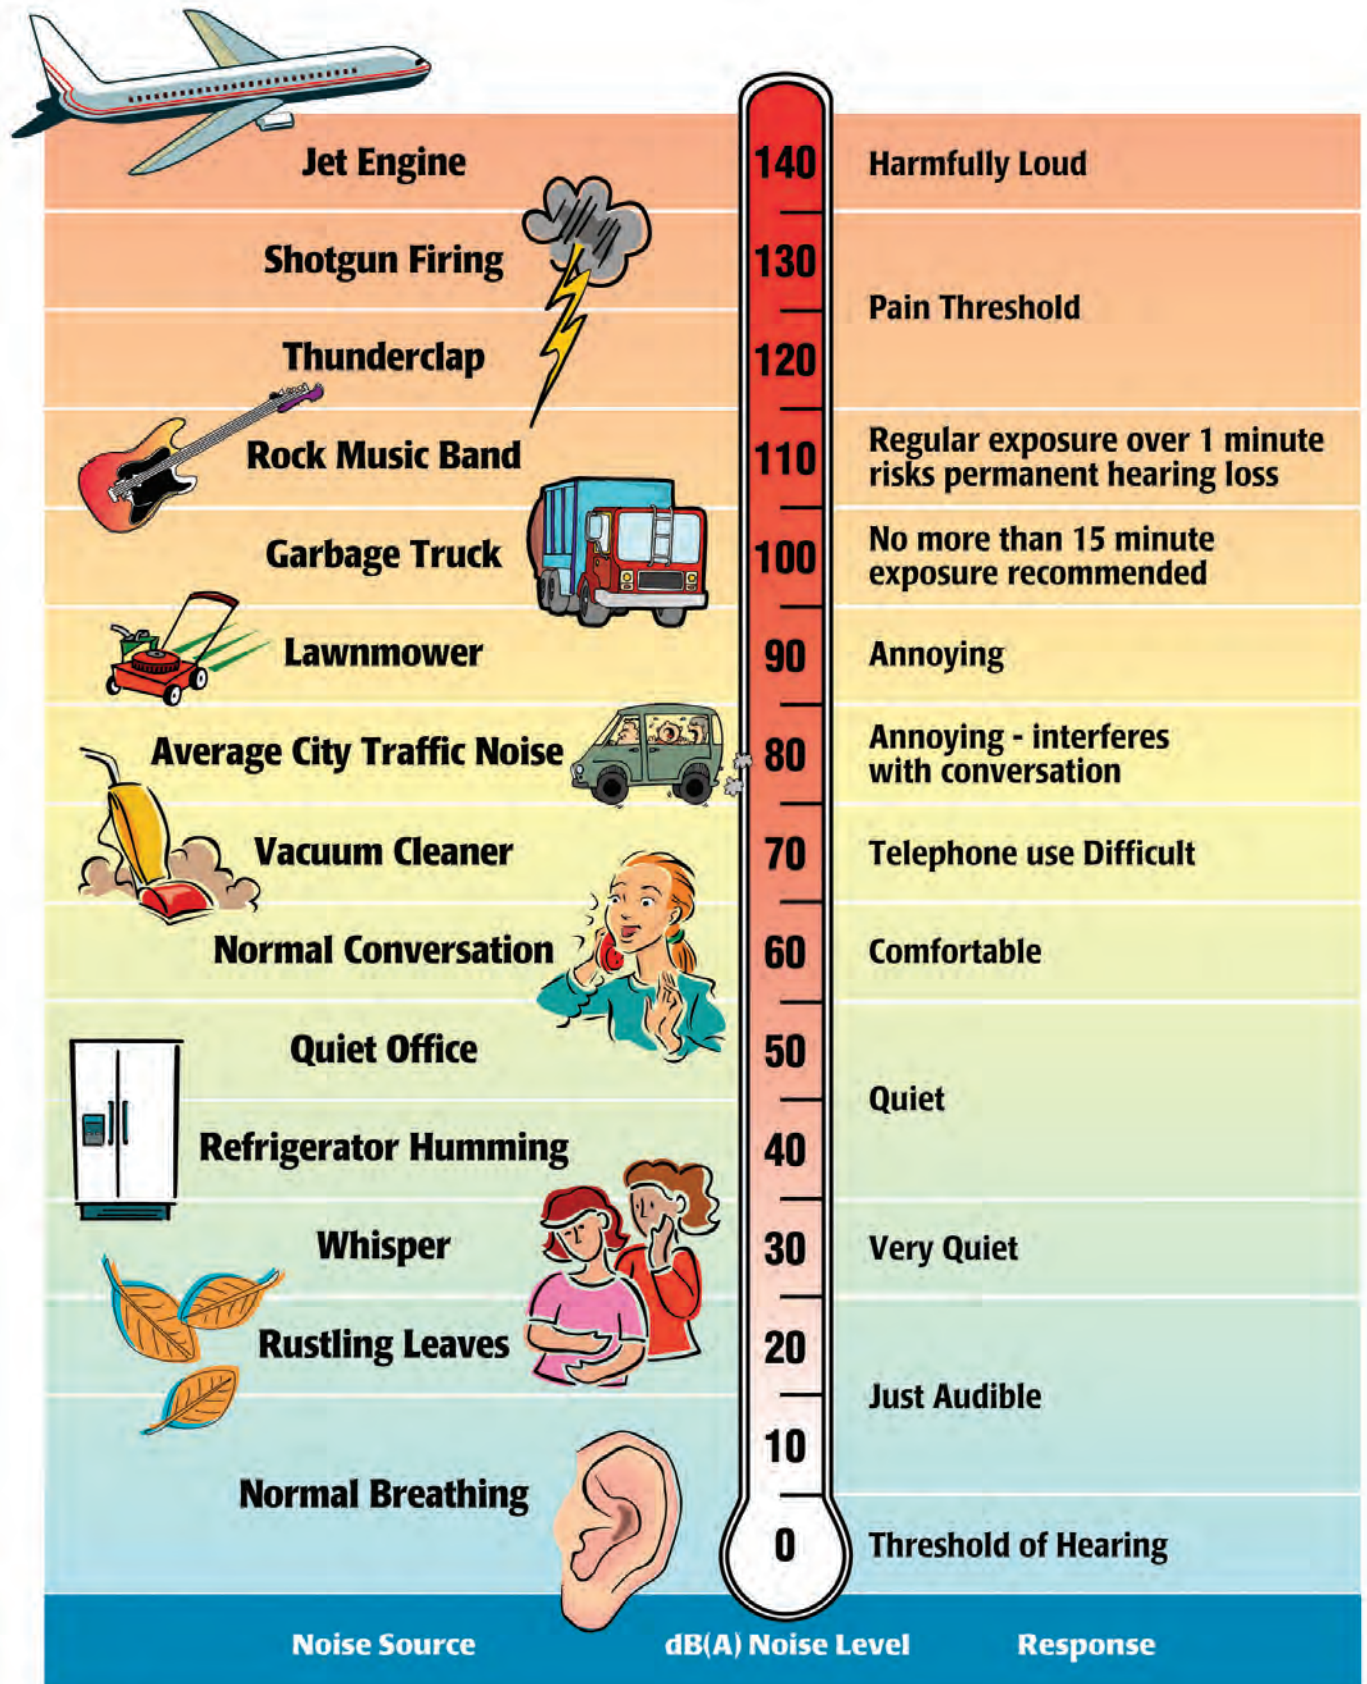 Jet Engine
140
Harmfully Loud
Shotgun Firing
130
Pain Threshold
Thunderclap
120
Rock Music Band
110
Regular exposure over 1 minute
risks permanent hearing loss
Garbage Truck
100
No more than 15 minute
exposure recommended
Lawnmower
90
Annoying
Average City Traffic Noise
80
Annoying - interferes
with conversation
Vacuum Cleaner
70
Telephone use Difficult
Normal Conversation
60
Comfortable
Quiet Office
50
Quiet
Refrigerator Humming
40
Whisper
30
Very Quiet
Rustling Leaves
20
Just Audible
10
Normal Breathing
0
Threshold of Hearing
Noise Source
dB(A) Noise Level
Response